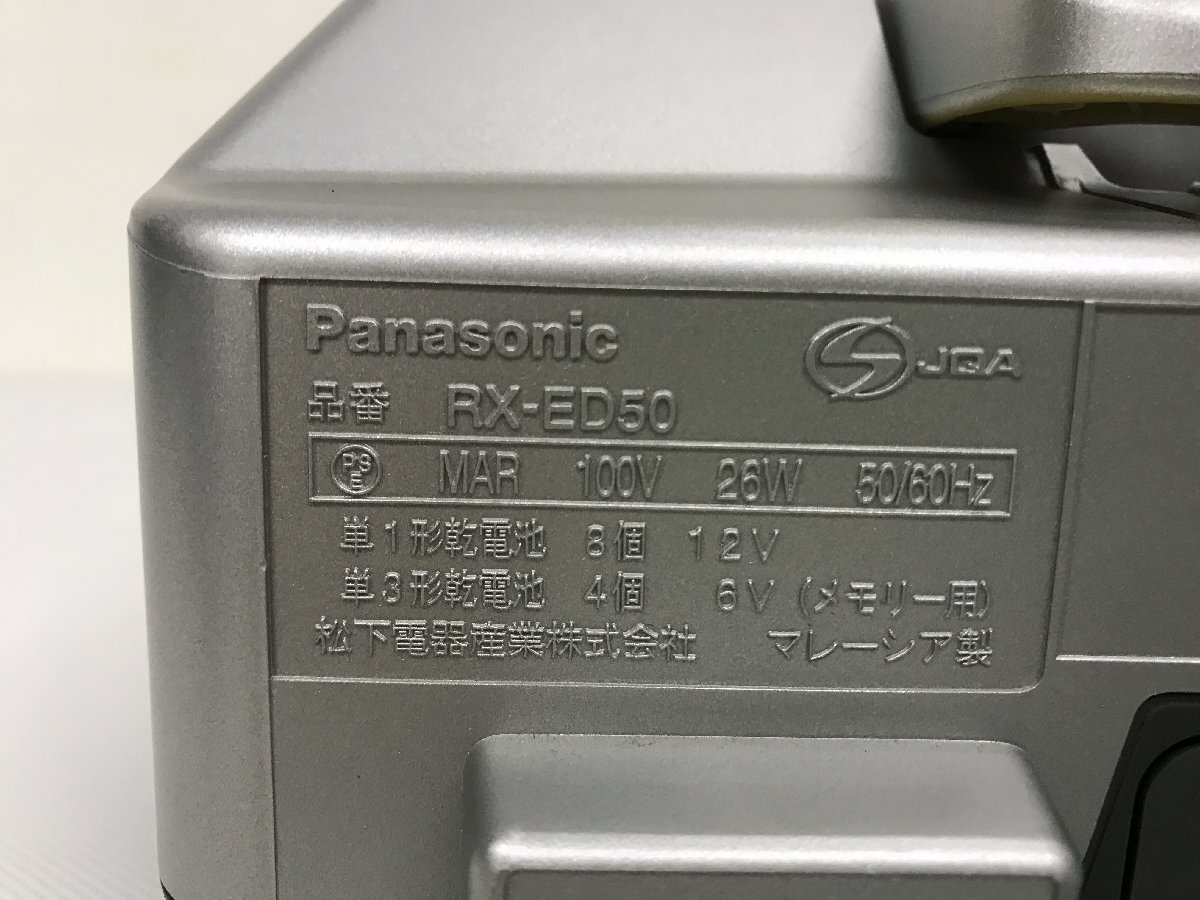 Panasonic
S JQA
品番 RX-ED50
PSE MAR 100V 26W 50/60Hz
単1形乾電池 8個 12V
単3形乾電池 4個 6V (メモリー用)
松下電器産業株式会社 マレーシア製